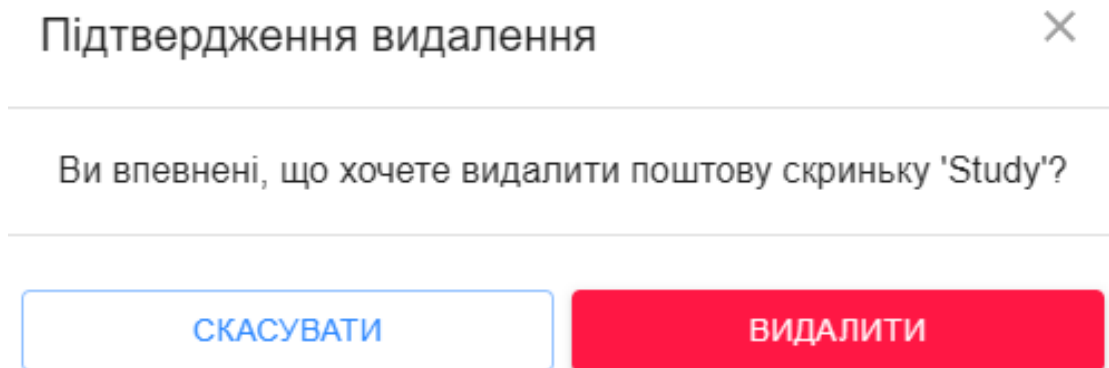 Підтвердження видалення
Ви впевнені, що хочете видалити поштову скриньку 'Study'?
СКАСУВАТИ
ВИДАЛИТИ